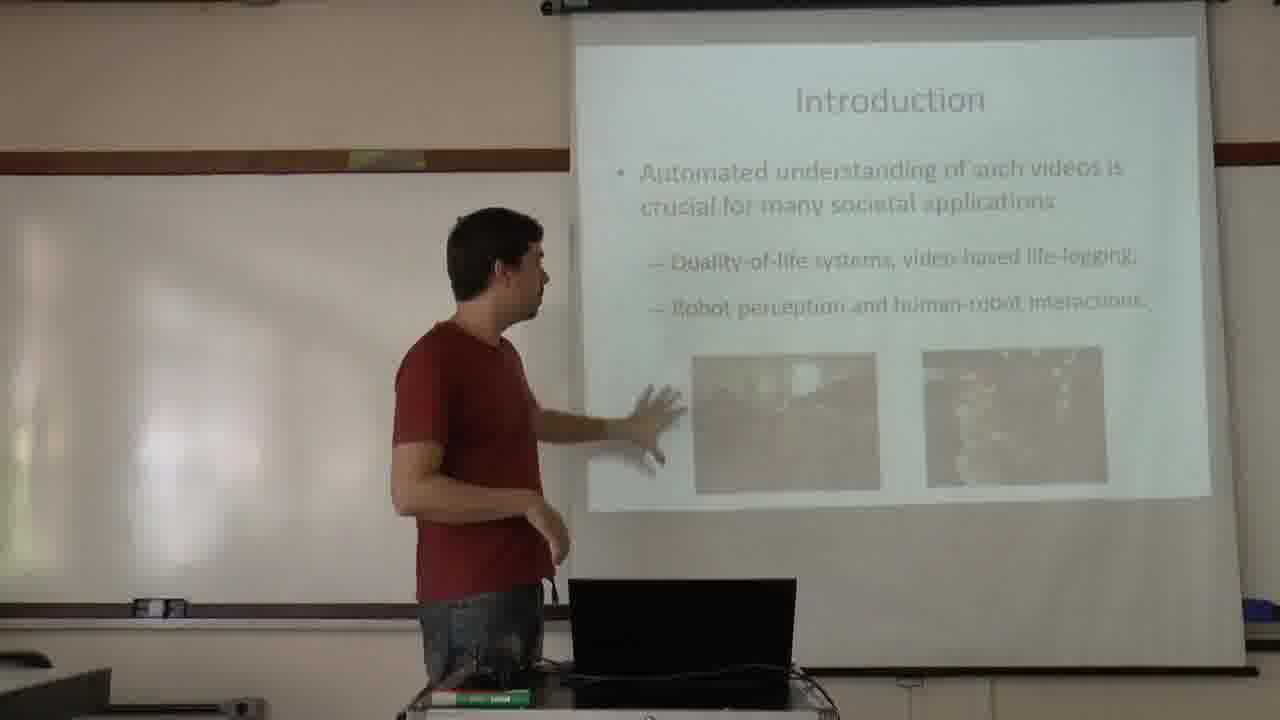 Introduction
• Automated understanding of such videos is
crucial for many societal applications
– Quality-of-life systems, video-based life-logging,
– Robot perception and human-robot interactions.